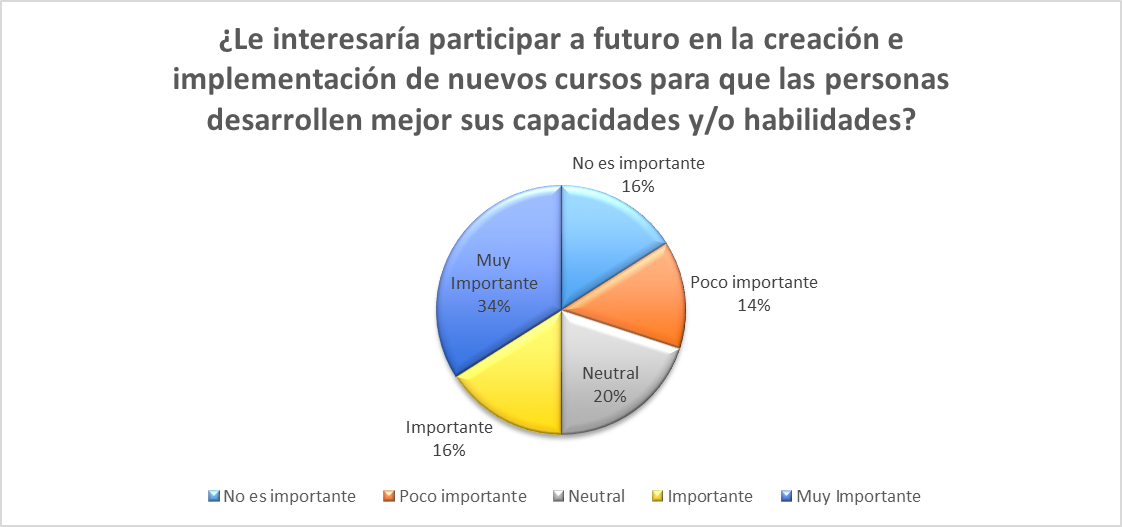 ¿Le interesaría participar a futuro en la creación e
implementación de nuevos cursos para que las personas
desarrollen mejor sus capacidades y/o habilidades?
No es importante
16%
Poco importante
14%
Neutral
20%
Importante
16%
Muy
Importante
34%
No es importante Poco importante Neutral Importante Muy Importante